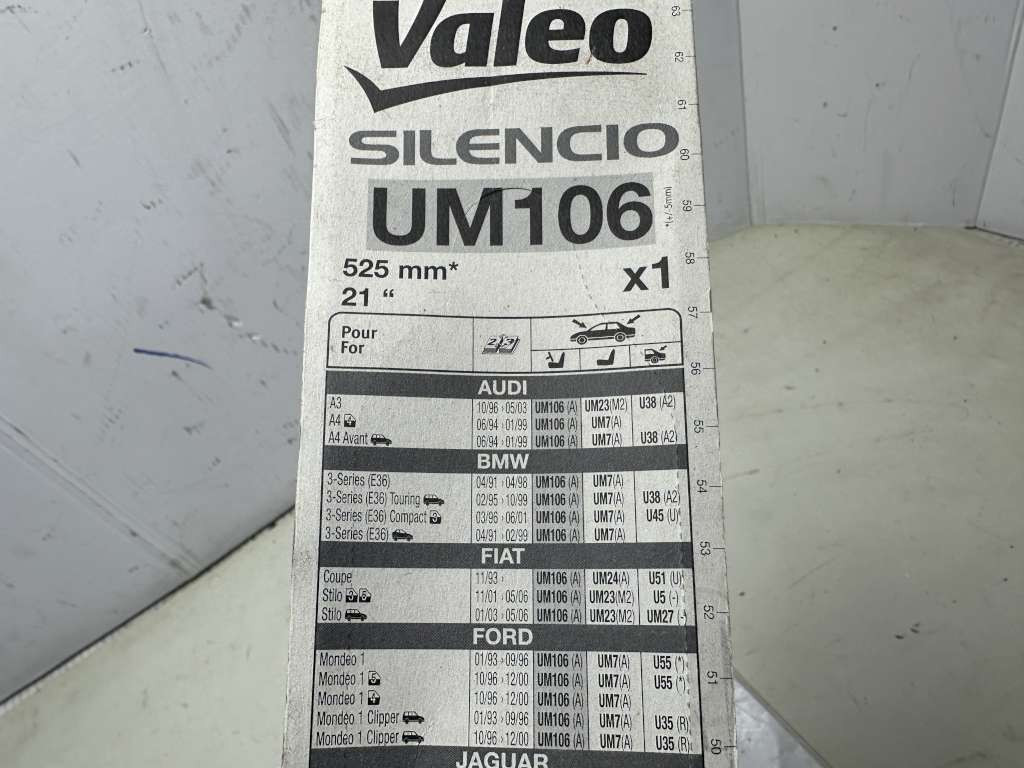 Valeo
SILENCIO
UM106
525 mm*
21 “
x1
*(+/- 5mm)
Pour
For
AUDI
A3 10/96 › 05/03 UM106 (A) UM23(M2) U38 (A2)
A4 06/94 › 01/99 UM106 (A) UM7(A)
A4 Avant 06/94 › 01/99 UM106 (A) UM7(A) U38 (A2)
BMW
3-Series (E36) 04/91 › 04/98 UM106 (A) UM7(A)
3-Series (E36) Touring 02/95 › 10/99 UM106 (A) UM7(A) U38 (A2)
3-Series (E36) Compact 03/96 › 06/01 UM106 (A) UM7(A) U45 (U)
3-Series (E36) 04/91 › 02/99 UM106 (A) UM7(A)
FIAT
Coupe 11/93 › UM106 (A) UM24(A) U51 (U)
Stilo 11/01 › 05/06 UM106 (A) UM23(M2) U5 (-)
Stilo 01/03 › 05/06 UM106 (A) UM23(M2) UM27 (-)
FORD
Mondéo 1 01/93 › 09/96 UM106 (A) UM7(A) U55 (*)
Mondéo 1 10/96 › 12/00 UM106 (A) UM7(A) U55 (*)
Mondéo 1 10/96 › 12/00 UM106 (A) UM7(A)
Mondéo 1 Clipper 01/93 › 09/96 UM106 (A) UM7(A) U35 (R)
Mondéo 1 Clipper 10/96 › 12/00 UM106 (A) UM7(A) U35 (R)
JAGUAR
63
62
61
60
59
58
57
56
55
54
53
52
51
50